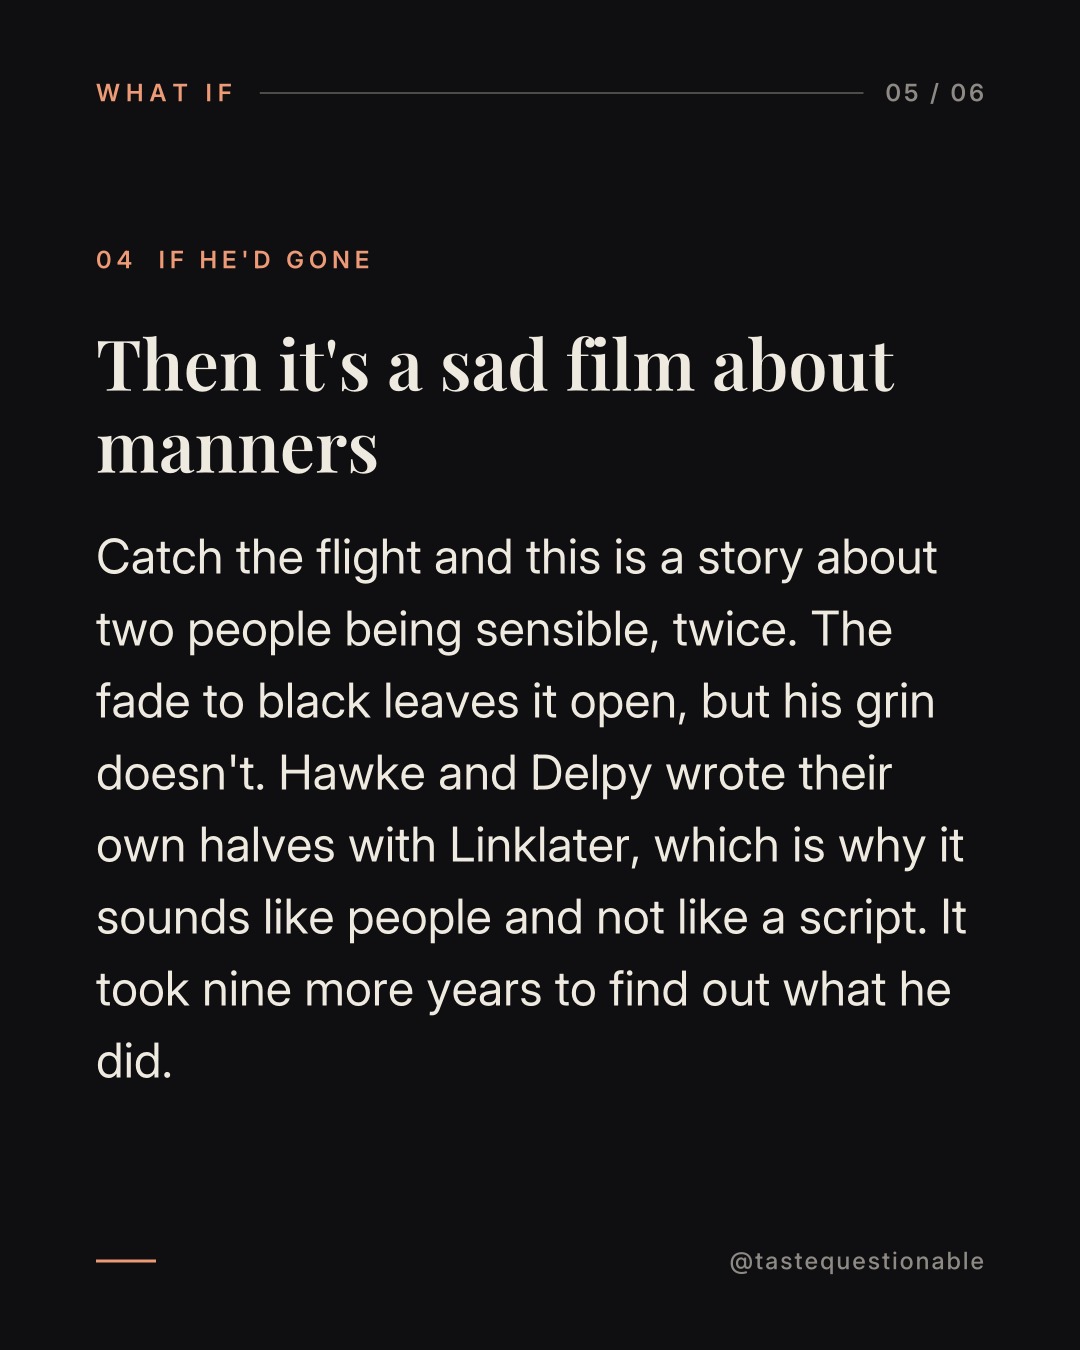 WHAT IF 05 / 06
04 IF HE'D GONE
Then it's a sad film about
manners
Catch the flight and this is a story about
two people being sensible, twice. The
fade to black leaves it open, but his grin
doesn't. Hawke and Delpy wrote their
own halves with Linklater, which is why it
sounds like people and not like a script. It
took nine more years to find out what he
did.
@tastequestionable